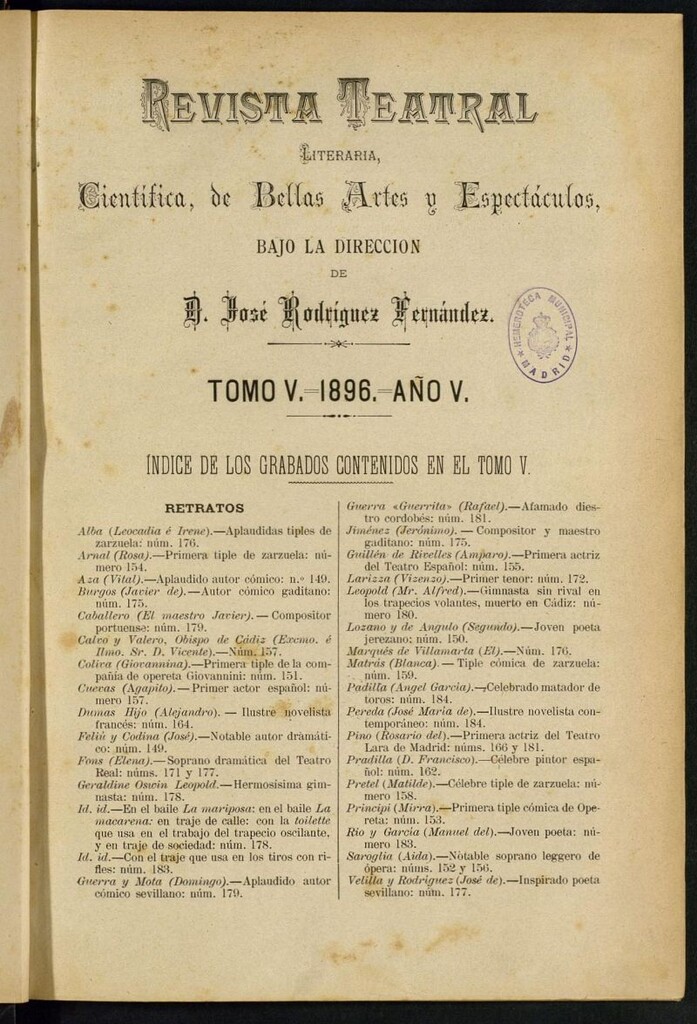 REVISTA TEATRAL
LITERARIA,
Científica, de Bellas Artes y Espectáculos,
BAJO LA DIRECCION
DE
D. José Rodríguez Fernández.
HEMEROTECA MUNICIPAL
MADRID
TOMO V.=1896.=AÑO V.
ÍNDICE DE LOS GRABADOS CONTENIDOS EN EL TOMO V.
RETRATOS
Alba (Leocadia é Irene).—Aplaudidas tiples de
zarzuela: núm. 176.
Arnal (Rosa).—Primera tiple de zarzuela: nú-
mero 154.
Aza (Vital).—Aplaudido autor cómico: n.º 149.
Burgos (Javier de).—Autor cómico gaditano:
núm. 175.
Caballero (El maestro Javier).—Compositor
portuense: núm. 179.
Calvo y Valero, Obispo de Cádiz (Excmo. é
Ilmo. Sr. D. Vicente).—Núm. 157.
Coliva (Giovannina).—Primera tiple de la com-
pañía de opereta Giovannini: núm. 151.
Cuevas (Agapito).—Primer actor español: nú-
mero 157.
Dumas Hijo (Alejandro).— Ilustre novelista
francés: núm. 164.
Feliú y Codina (José).—Notable autor dramáti-
co: núm. 149.
Fons (Elena).—Soprano dramática del Teatro
Real: núms. 171 y 177.
Geraldine Oswin Leopold.—Hermosísima gim-
nasta: núm. 178.
Id. id.—En el baile La mariposa: en el baile La
macarena: en traje de calle: con la toilette
que usa en el trabajo del trapecio oscilante,
y en traje de sociedad: núm. 178.
Id. id.—Con el traje que usa en los tiros con ri-
fles: núm. 183.
Guerra y Mota (Domingo).—Aplaudido autor
cómico sevillano: núm. 179.
Guerra «Guerrita» (Rafael).—Afamado dies-
tro cordobés: núm. 181.
Jiménez (Jerónimo).— Compositor y maestro
gaditano: núm. 175.
Guillén de Rivelles (Amparo).—Primera actriz
del Teatro Español: núm. 155.
Larizza (Vizenso).—Primer tenor: núm. 172.
Leopold (Mr. Alfred).—Gimnasta sin rival en
los trapecios volantes, muerto en Cádiz: nú-
mero 180.
Lozano y de Angulo (Segundo).—Joven poeta
jerezano: núm. 150.
Marqués de Villamarta (El).—Núm. 176.
Matrás (Blanca).— Tiple cómica de zarzuela:
núm. 159.
Padilla (Angel García).—Celebrado matador de
toros: núm. 184.
Pereda (José Maria de).—Ilustre novelista con-
temporáneo: núm. 184.
Pino (Rosario del).—Primera actriz del Teatro
Lara de Madrid: núms. 166 y 181.
Pradilla (D. Francisco).—Célebre pintor espa-
ñol: núm. 162.
Pretel (Matilde).—Célebre tiple de zarzuela: nú-
mero 158.
Principi (Mirra).—Primera tiple cómica de Ope-
reta: núm. 153.
Rio y Garcia (Manuel del).—Joven poeta: nú-
mero 183.
Saroglia (Aida).—Notable soprano leggero de
ópera: núms. 152 y 156.
Velilla y Rodríguez (José de).—Inspirado poeta
sevillano: núm. 177.